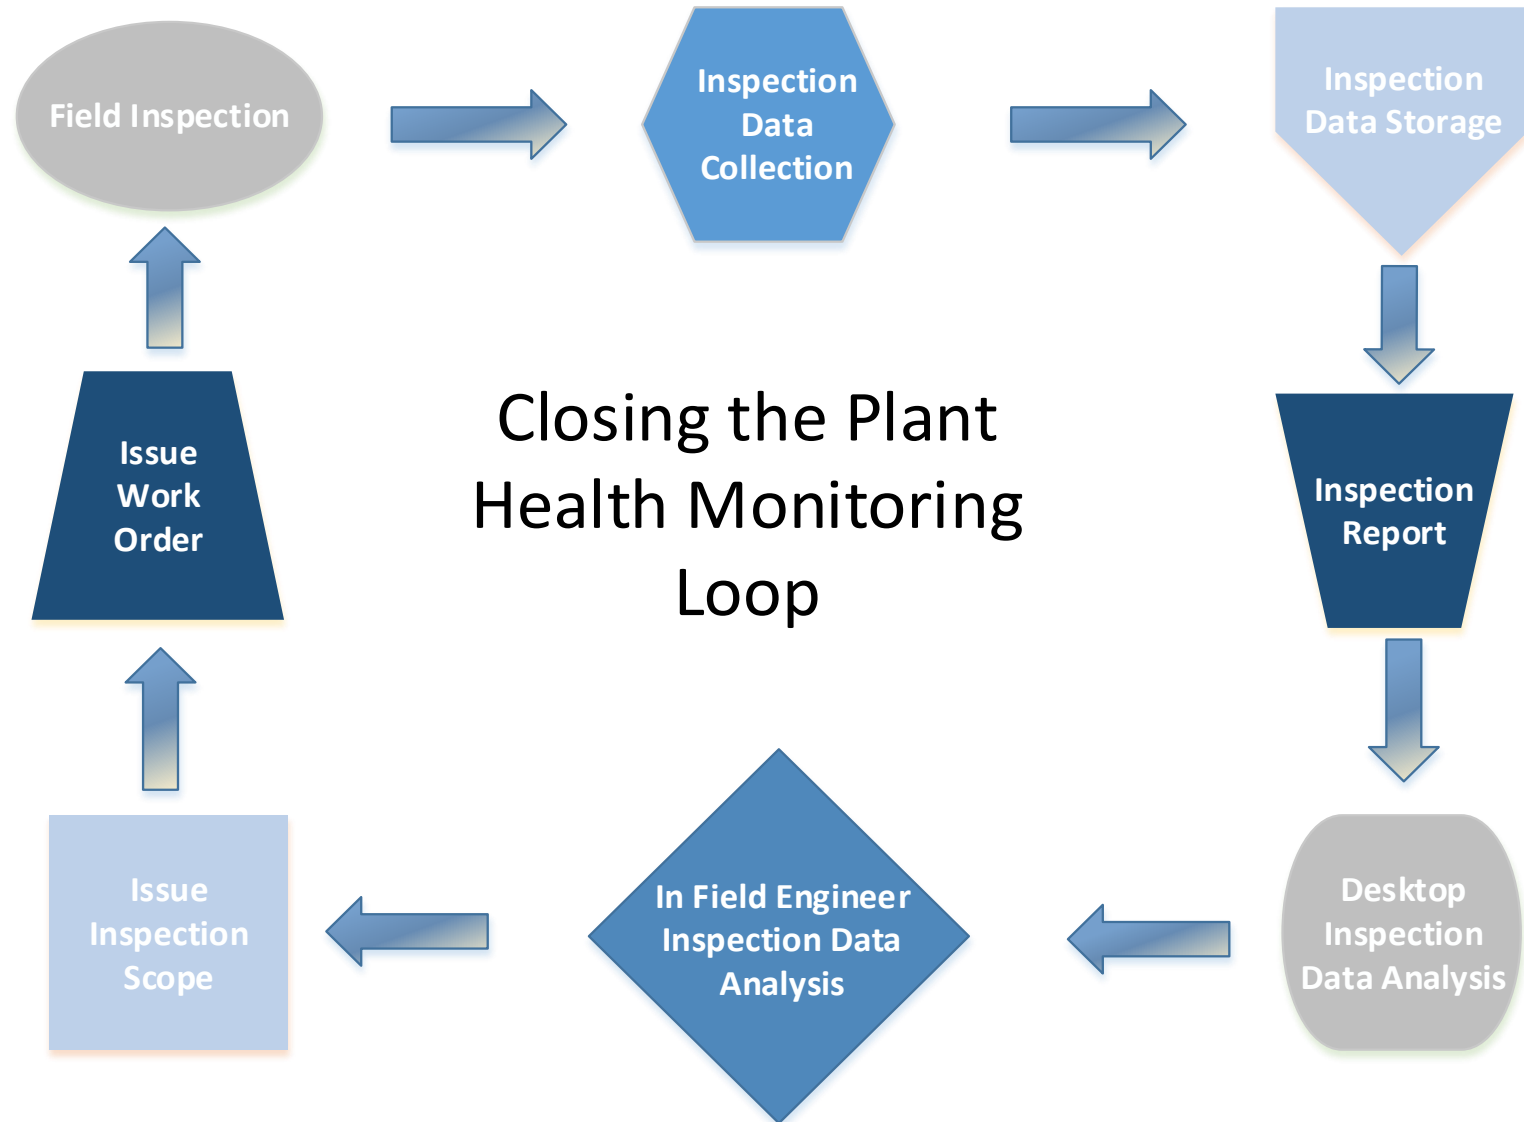 Field Inspection
Inspection
Data
Collection
Inspection
Data Storage
Issue
Work
Order
Closing the Plant
Health Monitoring
Loop
Inspection
Report
Issue
Inspection
Scope
In Field Engineer
Inspection Data
Analysis
Desktop
Inspection
Data Analysis